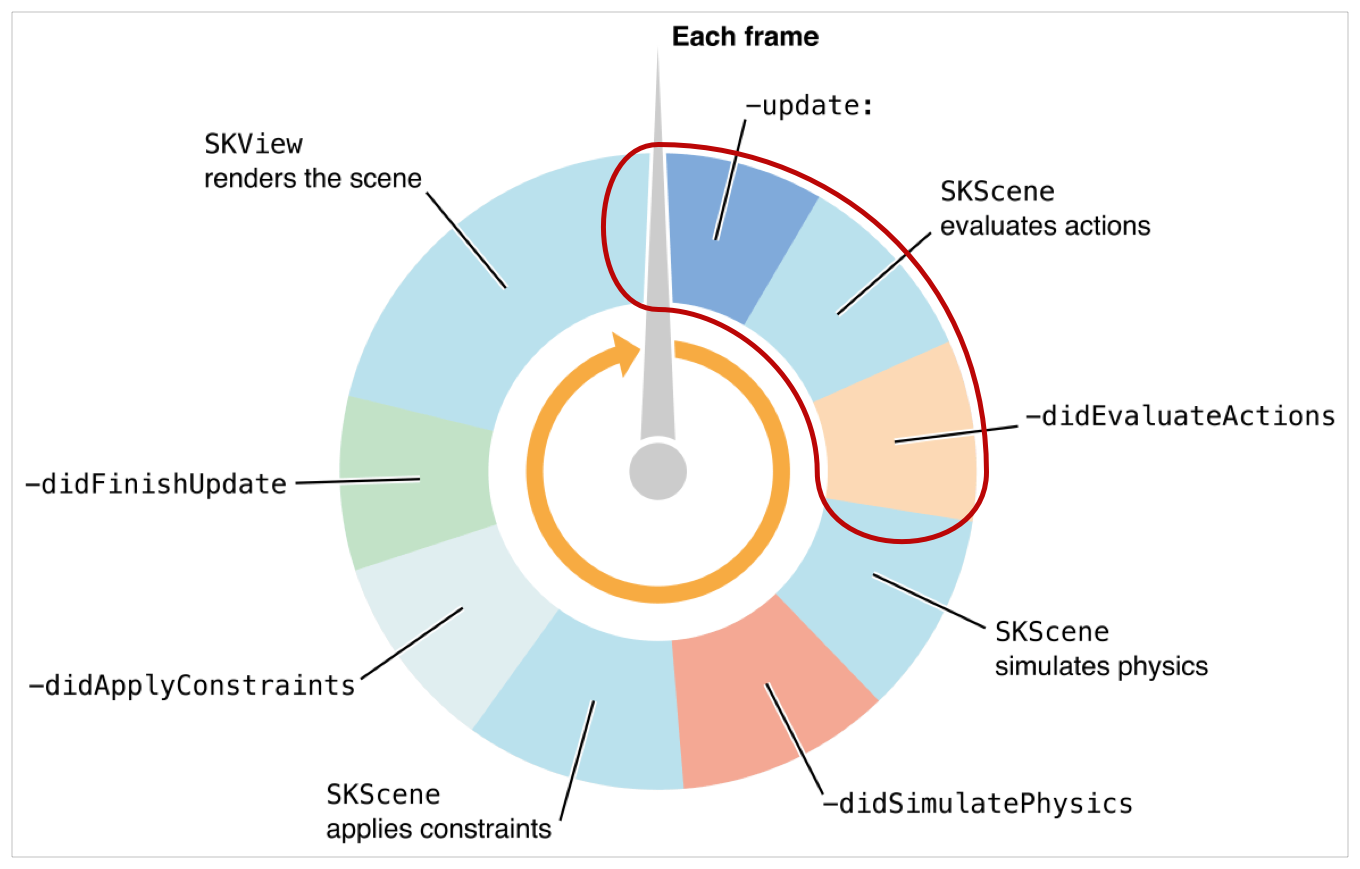 Each frame
-update:
SKScene
evaluates actions
-didEvaluateActions
SKScene
simulates physics
-didSimulatePhysics
SKScene
applies constraints
-didApplyConstraints
-didFinishUpdate
SKView
renders the scene